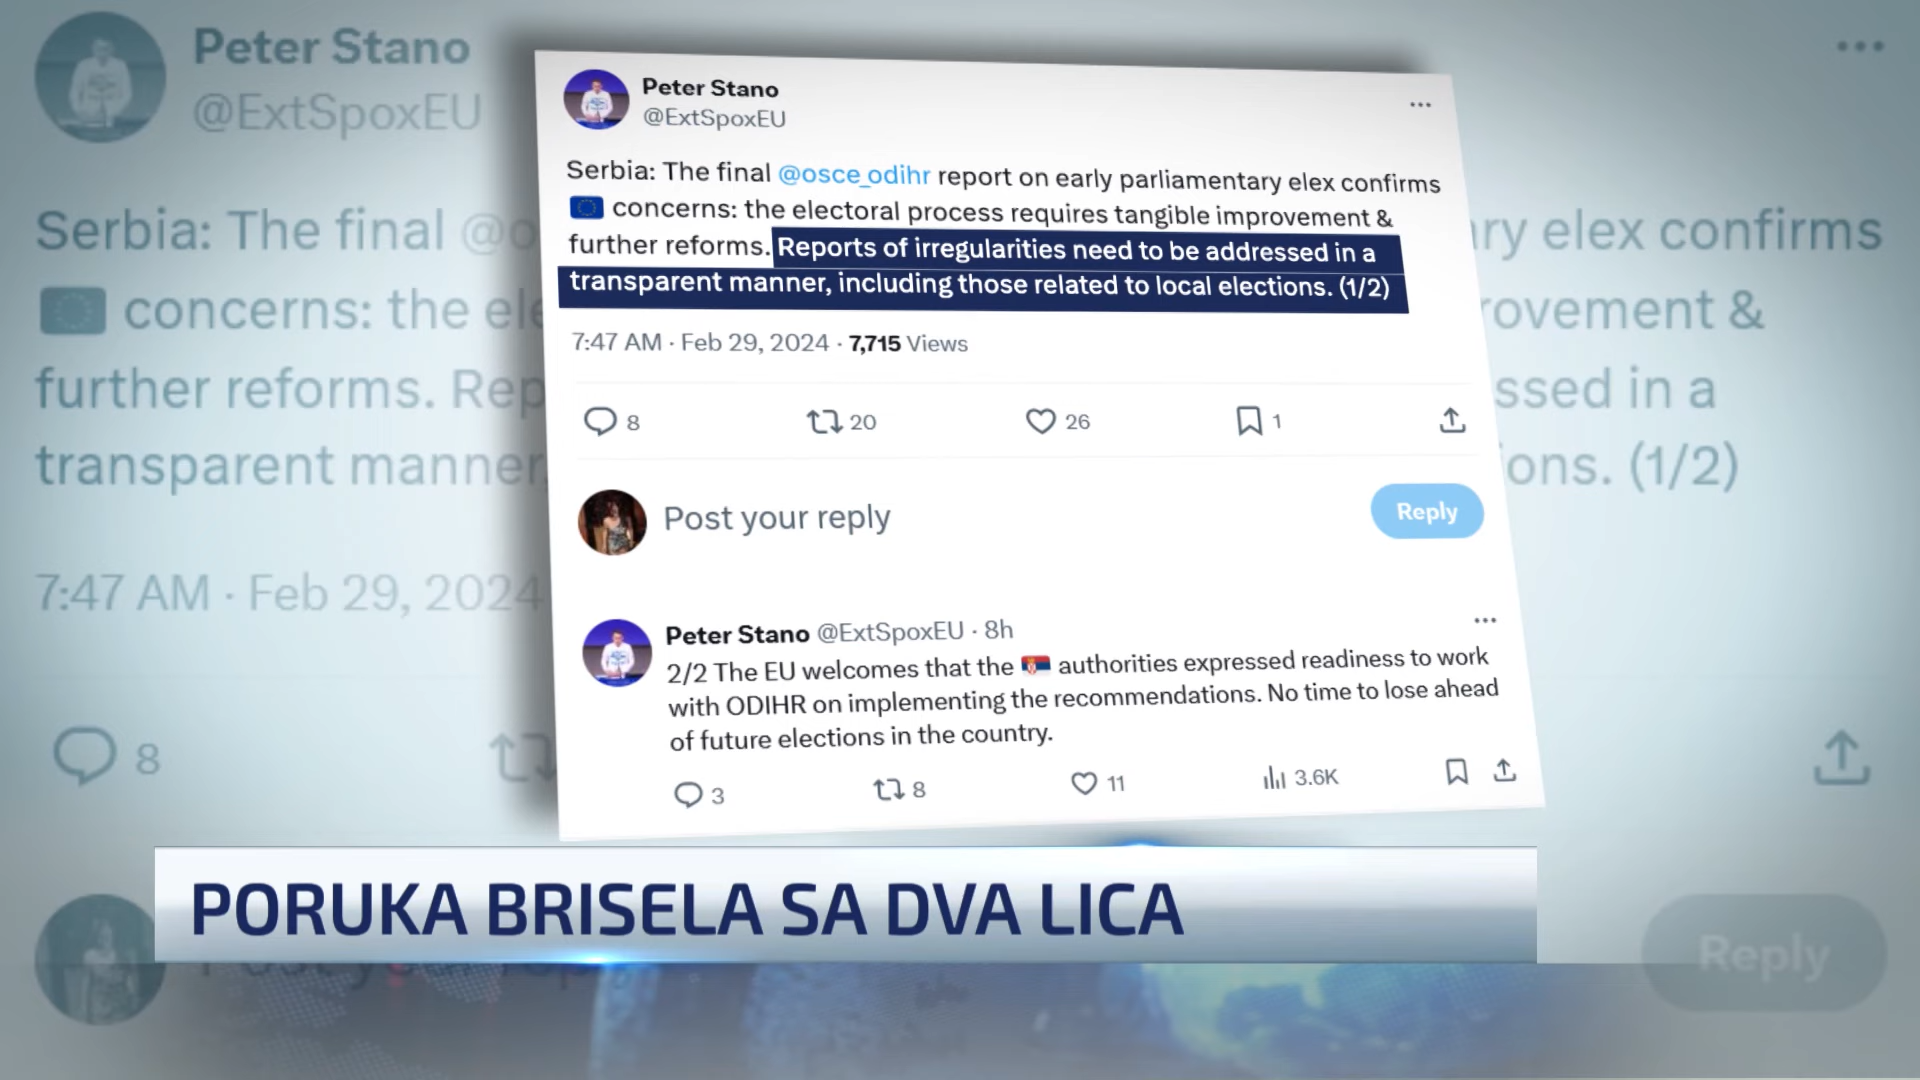 Peter Stano
@ExtSpoxEU
Serbia: The final @osce_odihr report on early parliamentary elex confirms
🇪🇺 concerns: the electoral process requires tangible improvement &
further reforms. Reports of irregularities need to be addressed in a
transparent manner, including those related to local elections. (1/2)
7:47 AM · Feb 29, 2024 · 7,715 Views
8 20 26 1
Post your reply
Reply
Peter Stano @ExtSpoxEU · 8h
2/2 The EU welcomes that the 🇷🇸 authorities expressed readiness to work
with ODIHR on implementing the recommendations. No time to lose ahead
of future elections in the country.
3 8 11 3.6K
PORUKA BRISELA SA DVA LICA
Peter Stano
@ExtSpoxEU
Serbia: The final
elex confirms
concerns: the
&
further reforms.
in a
transparent manner
(1/2)
7:47 AM · Feb 29, 2024
8
Reply